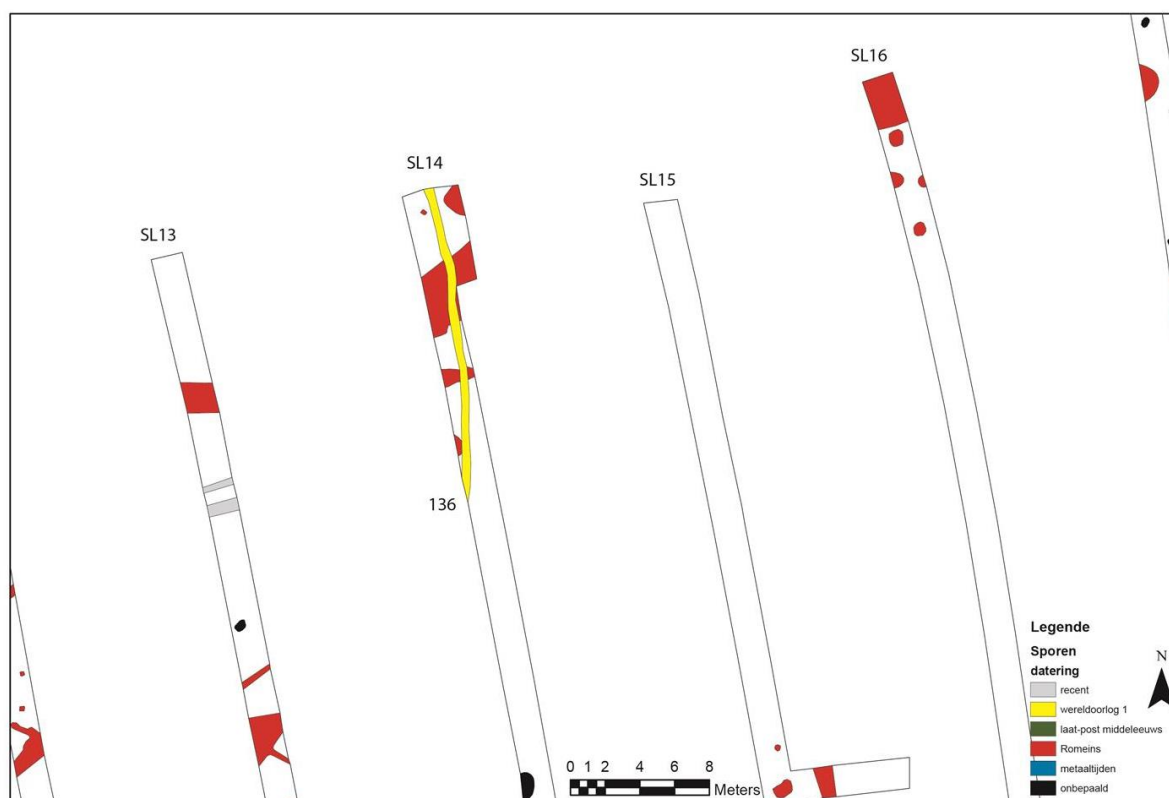 SL16
SL14
SL15
SL13
136
Legende
Sporen
datering
recent
wereldoorlog 1
laat-post middeleeuws
Romeins
metaaltijden
onbepaald
N
0 1 2 4 6 8
Meters